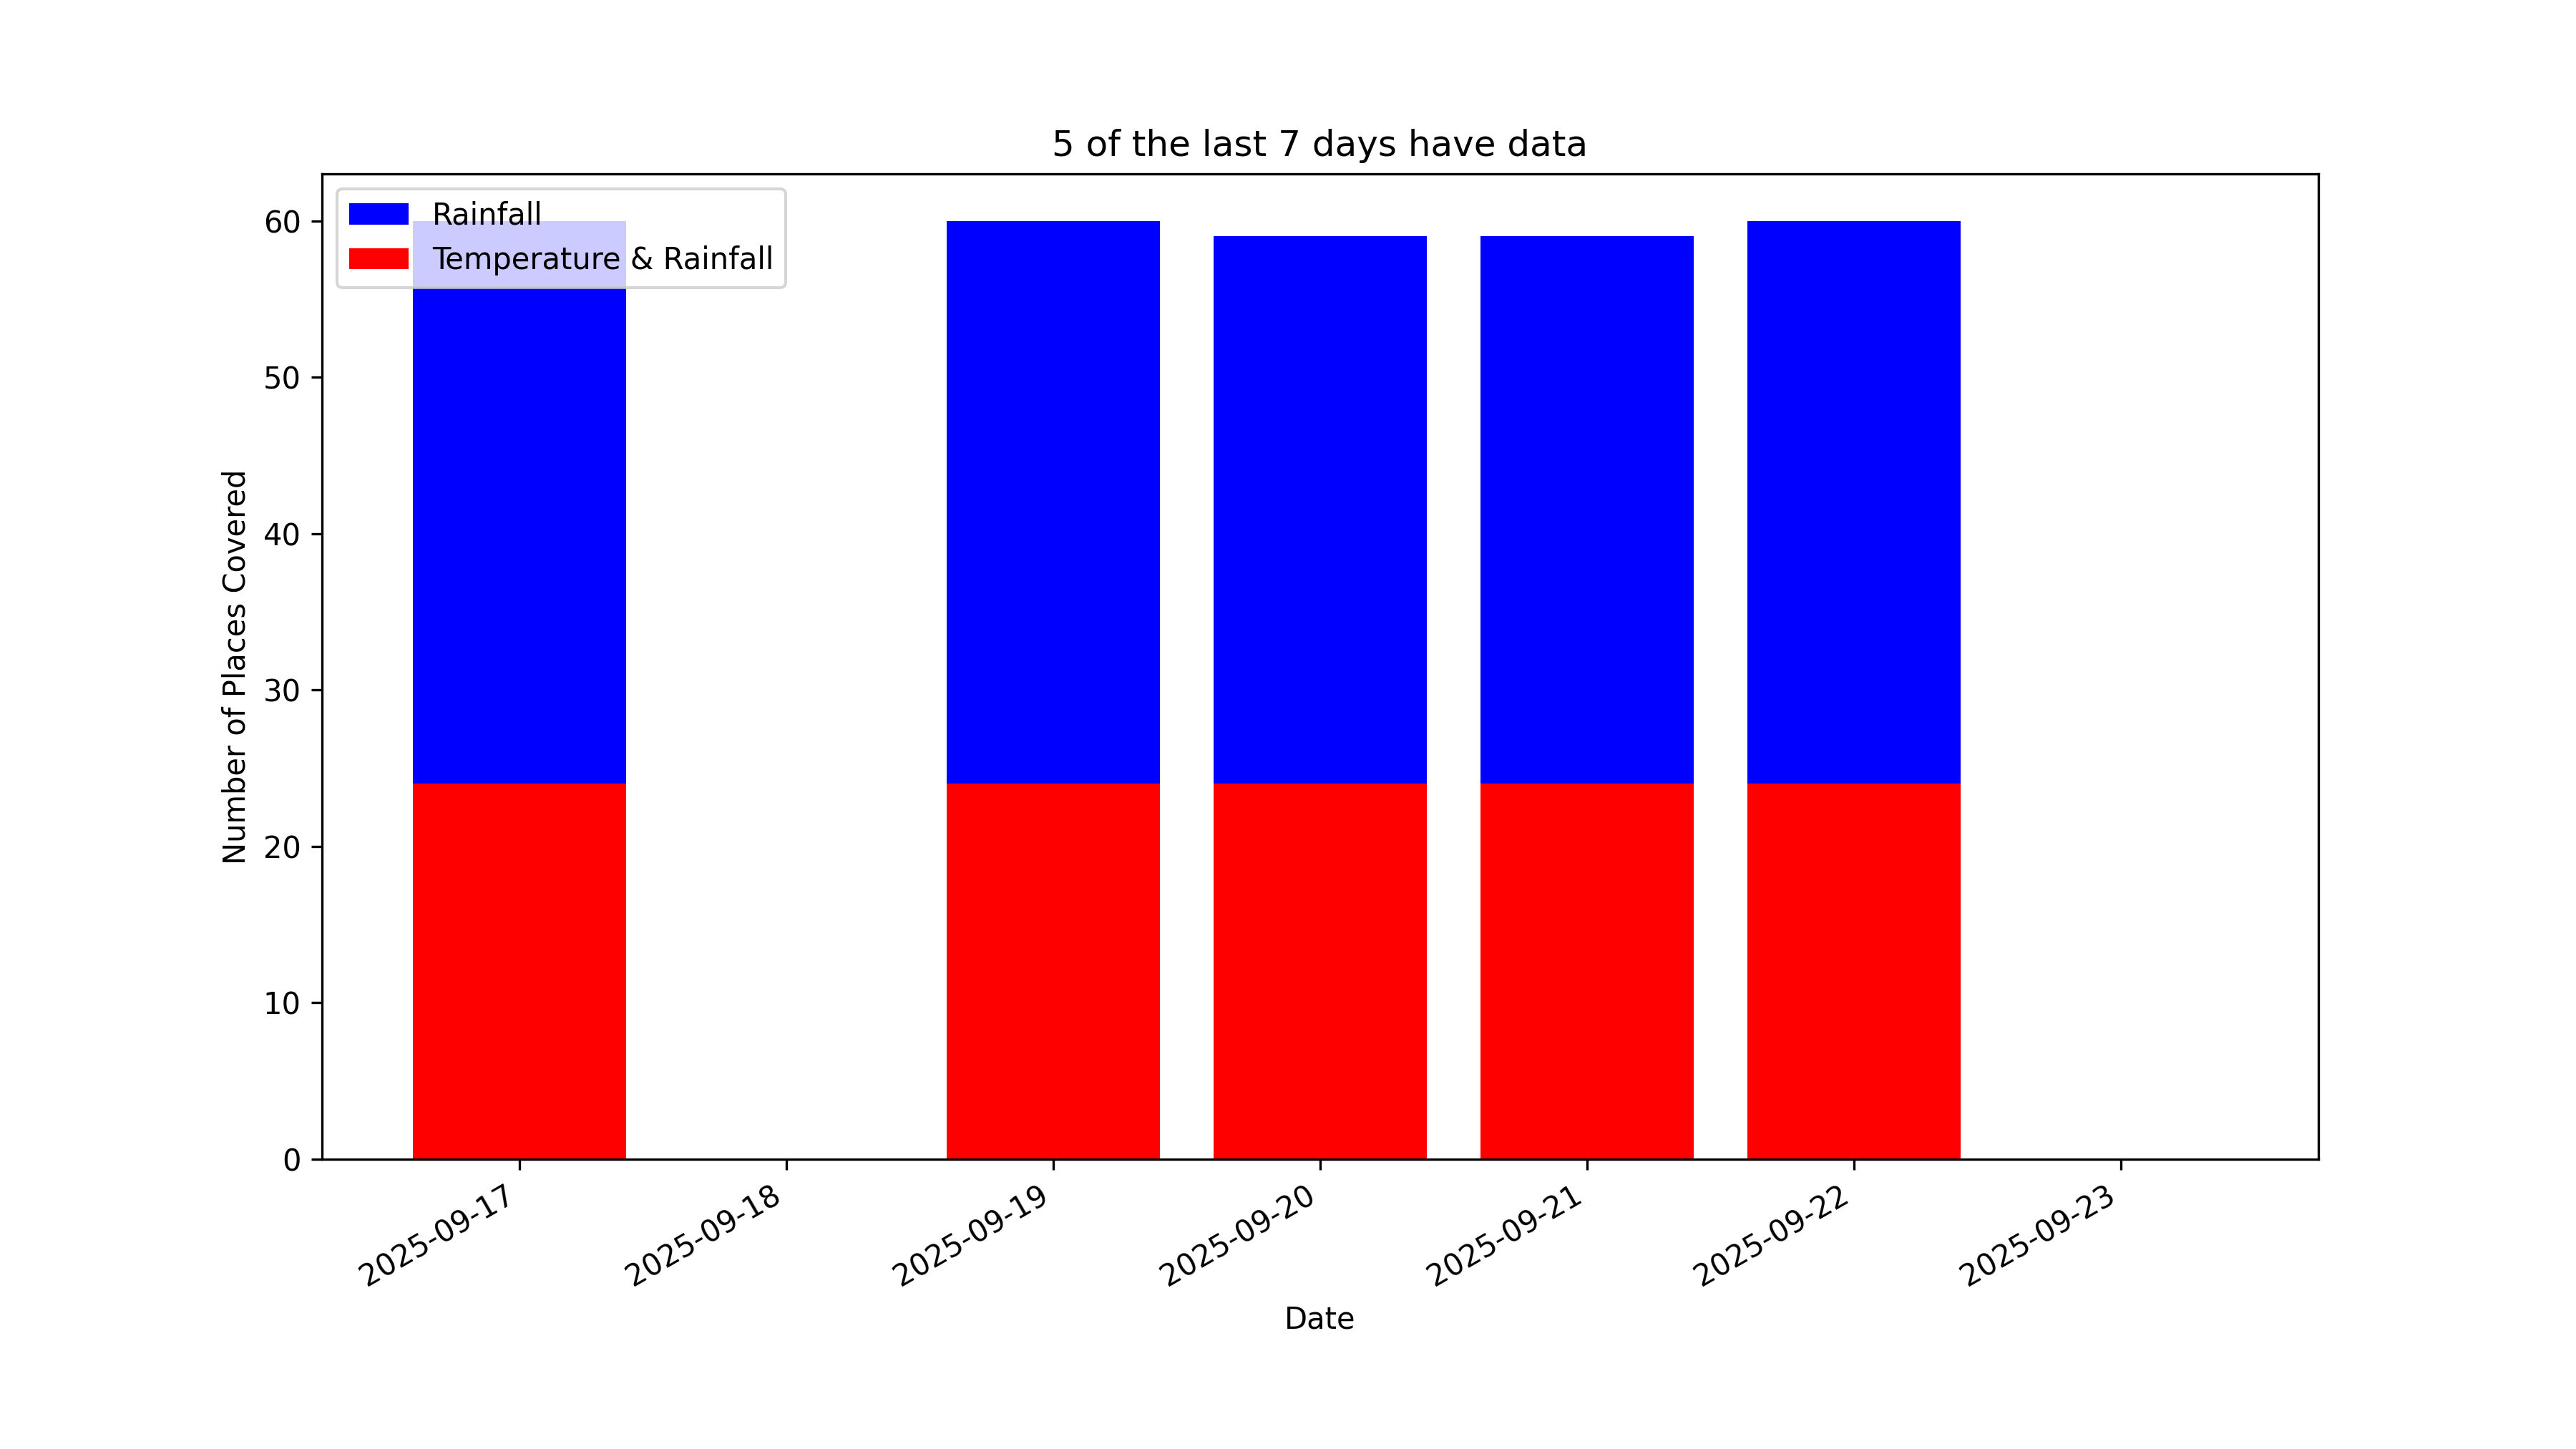 5 of the last 7 days have data
Rainfall
Temperature & Rainfall
60
50
40
30
20
10
0
Number of Places Covered
2025-09-17
2025-09-18
2025-09-19
2025-09-20
2025-09-21
2025-09-22
2025-09-23
Date